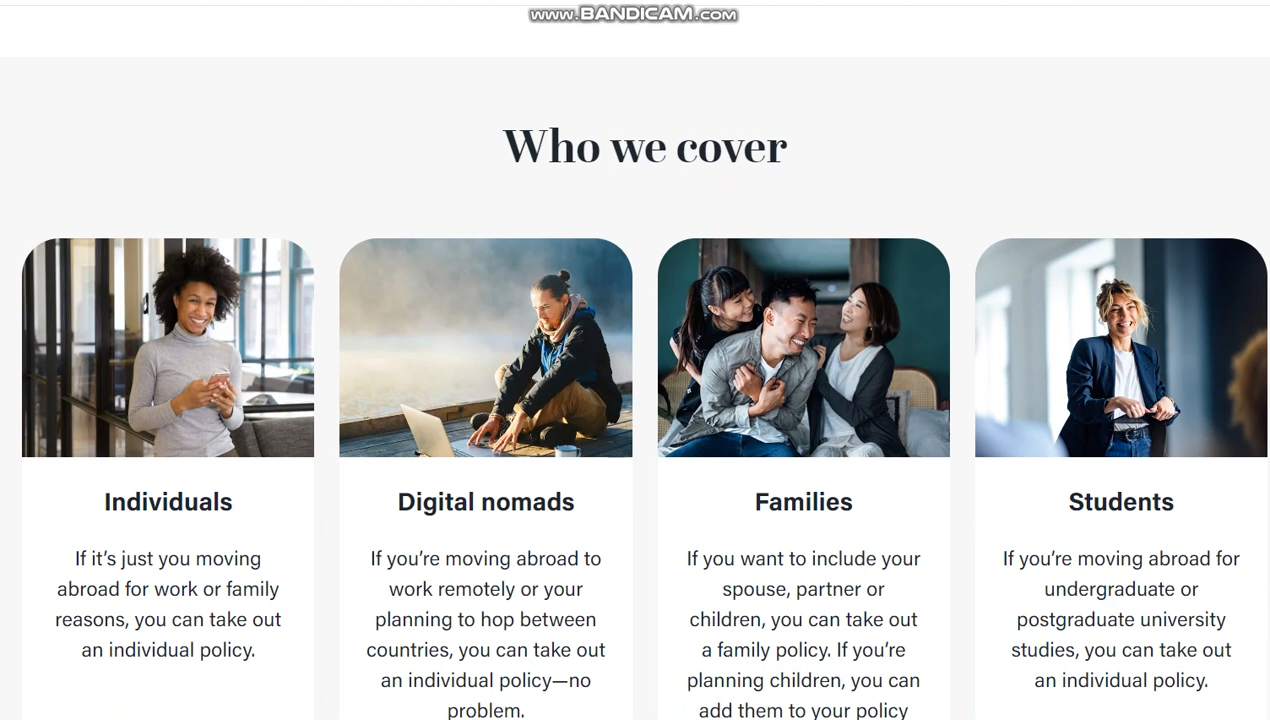 www.BANDICAM.com
Who we cover
Individuals
If it’s just you moving
abroad for work or family
reasons, you can take out
an individual policy.
Digital nomads
If you’re moving abroad to
work remotely or your
planning to hop between
countries, you can take out
an individual policy—no
problem.
Families
If you want to include your
spouse, partner or
children, you can take out
a family policy. If you’re
planning children, you can
add them to your policy
Students
If you’re moving abroad for
undergraduate or
postgraduate university
studies, you can take out
an individual policy.